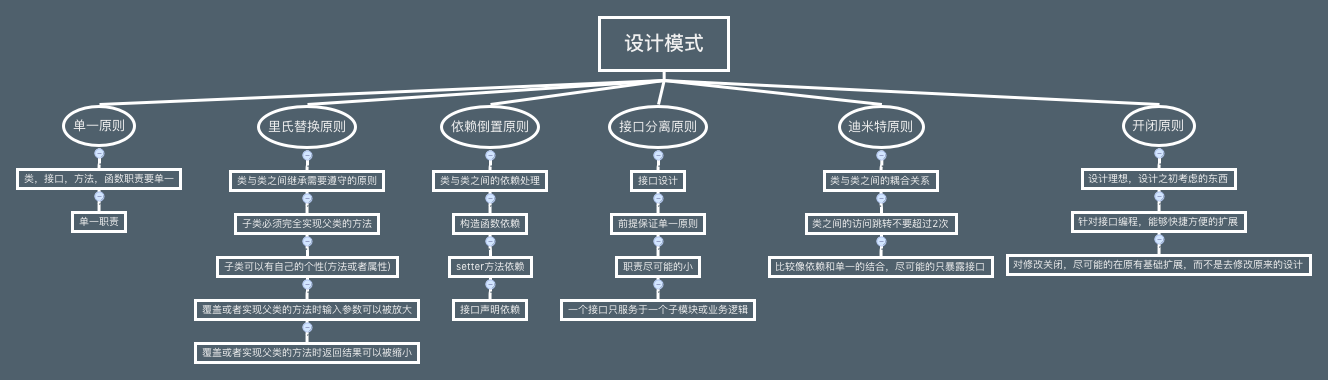 设计模式
单一原则
类，接口，方法，函数职责要单一
单一职责
里氏替换原则
类与类之间继承需要遵守的原则
子类必须完全实现父类的方法
子类可以有自己的个性(方法或者属性)
覆盖或者实现父类的方法时输入参数可以被放大
覆盖或者实现父类的方法时返回结果可以被缩小
依赖倒置原则
类与类之间的依赖处理
构造函数依赖
setter方法依赖
接口声明依赖
接口分离原则
接口设计
前提保证单一原则
职责尽可能的小
一个接口只服务于一个子模块或业务逻辑
迪米特原则
类与类之间的耦合关系
类之间的访问跳转不要超过2次
比较像依赖和单一的结合，尽可能的只暴露接口
开闭原则
设计理想，设计之初考虑的东西
针对接口编程，能够快捷方便的扩展
对修改关闭，尽可能的在原有基础扩展，而不是去修改原来的设计